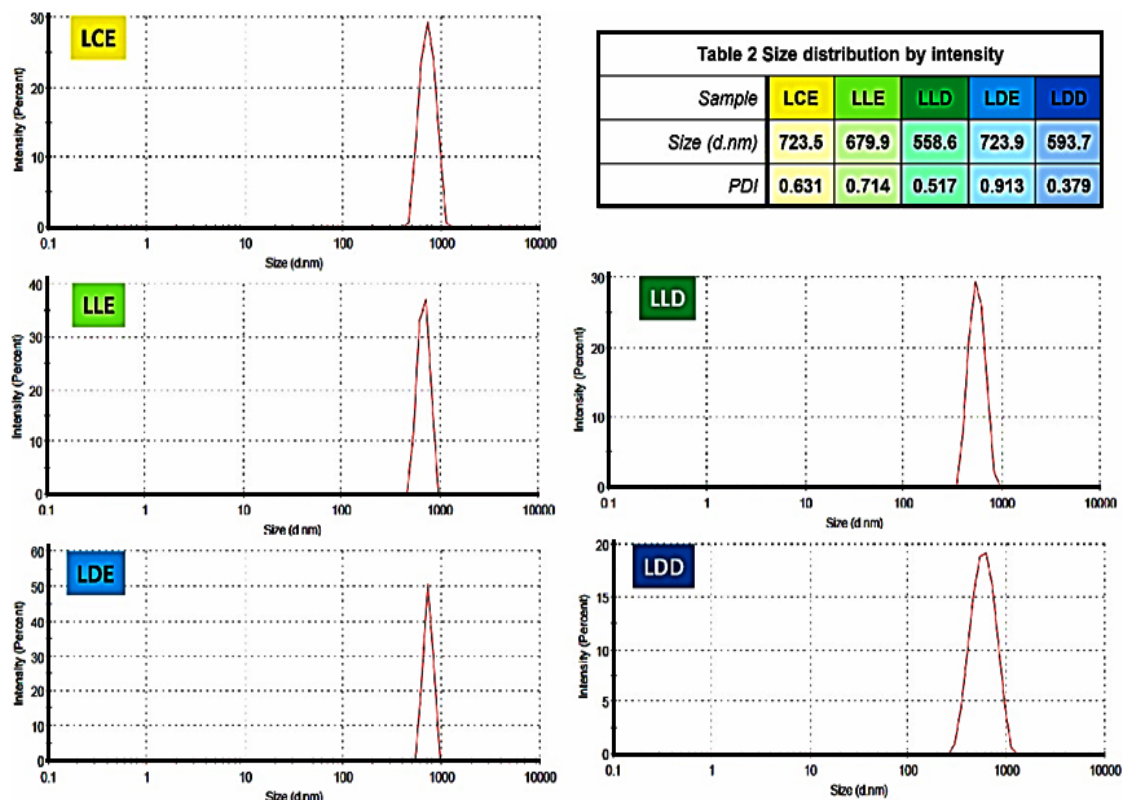 LCE
30
20
10
0
Intensity (Percent)
0.1 1 10 100 1000 10000
Size (d.nm)
Table 2 Size distribution by intensity
Sample LCE LLE LLD LDE LDD
Size (d.nm) 723.5 679.9 558.6 723.9 593.7
PDI 0.631 0.714 0.517 0.913 0.379
LLE
40
30
20
10
0
Intensity (Percent)
0.1 1 10 100 1000 10000
Size (d.nm)
LLD
30
20
10
0
Intensity (Percent)
0.1 1 10 100 1000 10000
Size (d.nm)
LDE
60
50
40
30
20
10
0
Intensity (Percent)
0.1 1 10 100 1000 10000
Size (d.nm)
LDD
20
15
10
5
0
Intensity (Percent)
0.1 1 10 100 1000 10000
Size (d.nm)